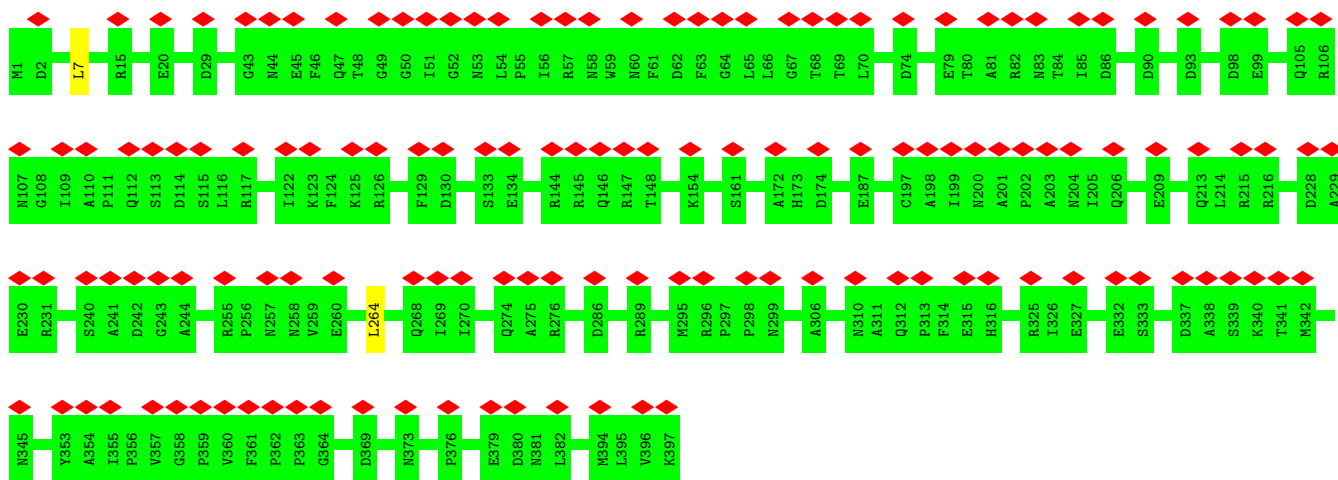 M1 D2 L7 R15 E20 D29 G43 N44 E45 F46 Q47 T48 G49 G50 I51 G52 N53 L54 P55 I56 R57 N58 W59 N60 F61 D62 F63 G64 L65 L66 G67 T68 T69 L70 D74 E79 T80 A81 R82 N83 T84 I85 D86 D90 D93 D98 E99 Q105 R106
N107 G108 I109 A110 P111 Q112 S113 D114 S115 L116 R117 I122 K123 F124 K125 R126 F129 D130 S133 E134 R144 R145 Q146 R147 T148 K154 S161 A172 H173 D174 E187 C197 A198 I199 N200 A201 P202 A203 N204 I205 Q206 E209 Q213 L214 R215 R216 D228 A229
E230 R231 S240 A241 D242 G243 A244 R255 P256 N257 N258 V259 E260 L264 Q268 I269 I270 Q274 A275 R276 D286 R289 M295 R296 P297 P298 N299 A306 N310 A311 Q312 P313 F314 E315 H316 R325 I326 E327 E332 S333 D337 A338 S339 K340 T341 M342
N345 Y353 A354 I355 P356 V357 G358 P359 V360 F361 P362 P363 G364 D369 N373 P376 E379 D380 N381 L382 M394 L395 V396 K397